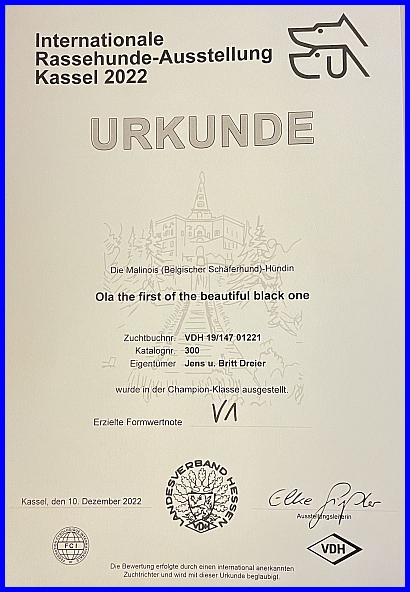 Internationale
Rassehunde-Ausstellung
Kassel 2022
URKUNDE
Die Malinois (Belgischer Schäferhund)-Hündin
Ola the first of the beautiful black one
Zuchtbuchnr. VDH 19/147 01221
Katalognr. 300
Eigentümer Jens u. Britt Dreier
wurde in der Champion-Klasse ausgestellt.
Erzielte Formwertnote V1
LANDESVERBAND HESSEN
VDH
Kassel, den 10. Dezember 2022
Elke
Ausstellungsleiterin
FCI
VDH
Die Bewertung erfolgte durch einen international anerkannten
Zuchtrichter und wird mit dieser Urkunde beglaubigt.